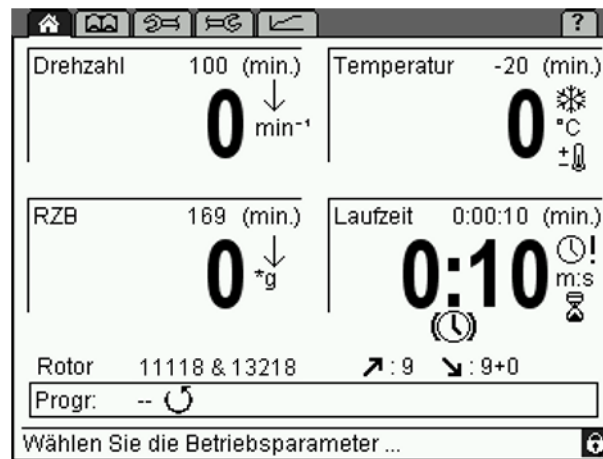 ?
Drehzahl 100 (min.)
0 min⁻¹
Temperatur -20 (min.)
0 °C
RZB 169 (min.)
0 *g
Laufzeit 0:00:10 (min.)
0:10 m:s
Rotor 11118 & 13218 : 9 : 9+0
Progr: --
Wählen Sie die Betriebsparameter ...